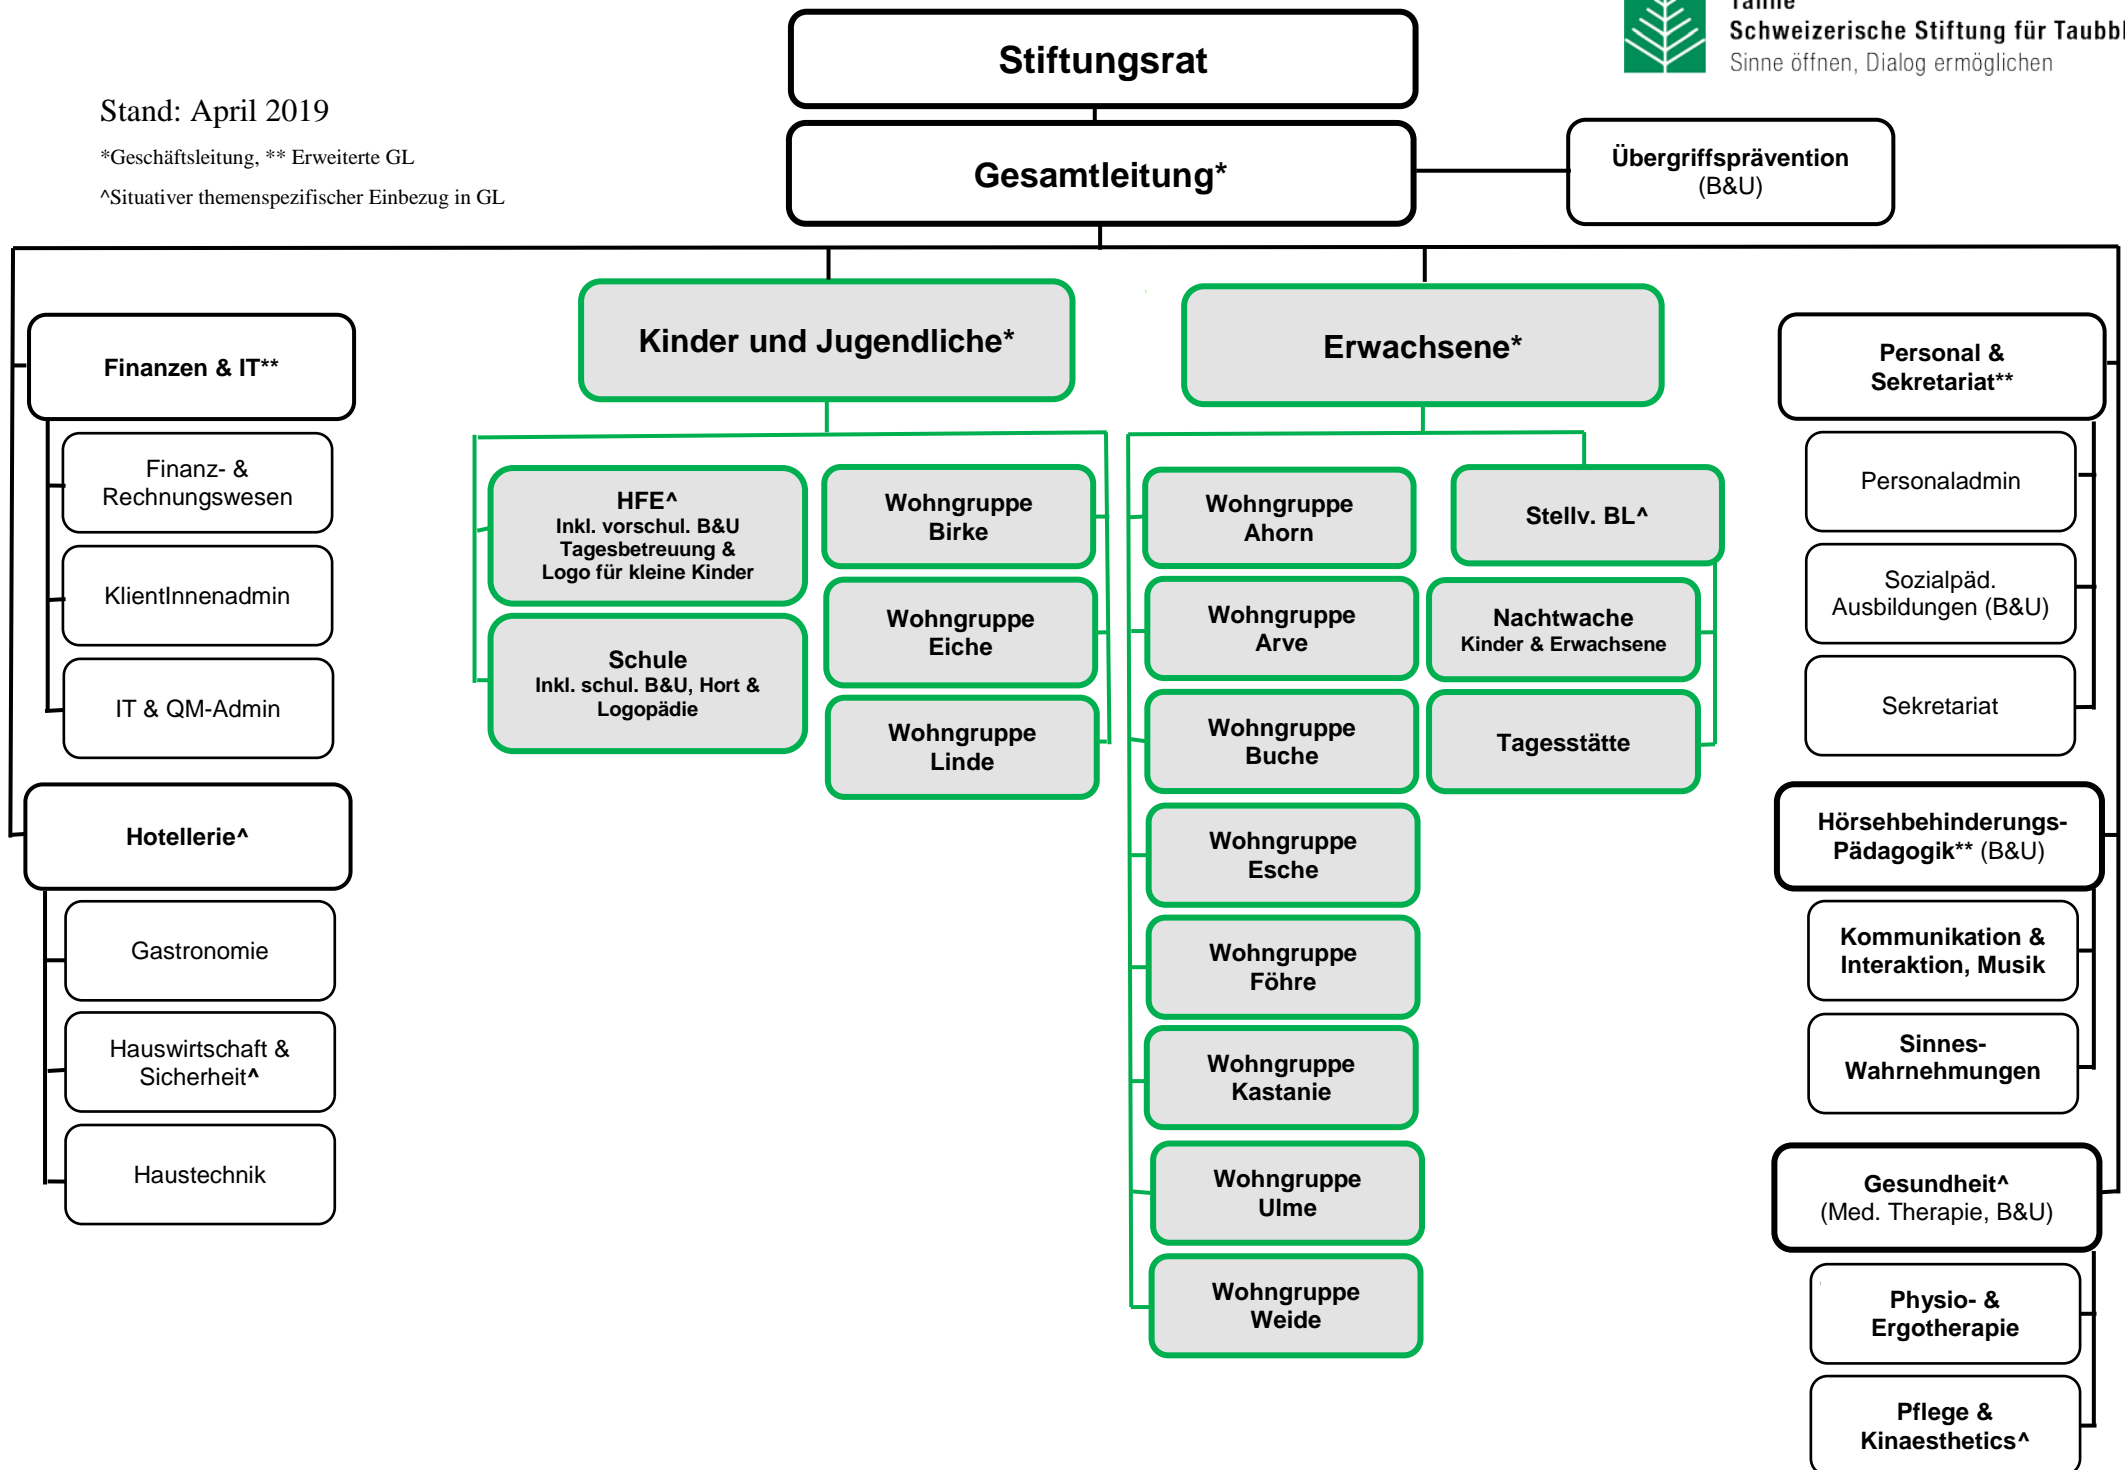 Stiftungsrat
Schweizerische Stiftung für
Sinne öffnen, Dialog ermöglichen
Stand: April 2019
*Geschäftsleitung, ** Erweiterte GL
^Situativer themenspezifischer Einbezug in GL
Gesamtleitung*
Übergriffsprävention
(B&U)
Finanzen & IT**
Finanz- &
Rechnungswesen
KlientInnenadmin
IT & QM-Admin
Hotellerie^
Gastronomie
Hauswirtschaft &
Sicherheit^
Haustechnik
Kinder und Jugendliche*
HFE^
Inkl. vorschul. B&U
Tagesbetreuung &
Logo für kleine Kinder
Schule
Inkl. schul. B&U, Hort &
Logopädie
Wohngruppe
Birke
Wohngruppe
Eiche
Wohngruppe
Linde
Erwachsene*
Wohngruppe
Ahorn
Wohngruppe
Arve
Wohngruppe
Buche
Wohngruppe
Esche
Wohngruppe
Föhre
Wohngruppe
Kastanie
Wohngruppe
Ulme
Wohngruppe
Weide
Stellv. BL^
Nachtwache
Kinder & Erwachsene
Tagesstätte
Personal &
Sekretariat**
Personaladmin
Sozialpäd.
Ausbildungen (B&U)
Sekretariat
Hörsehbehinderungs-
Pädagogik** (B&U)
Kommunikation &
Interaktion, Musik
Sinnes-
Wahrnehmungen
Gesundheit^
(Med. Therapie, B&U)
Physio- &
Ergotherapie
Pflege &
Kinaesthetics^